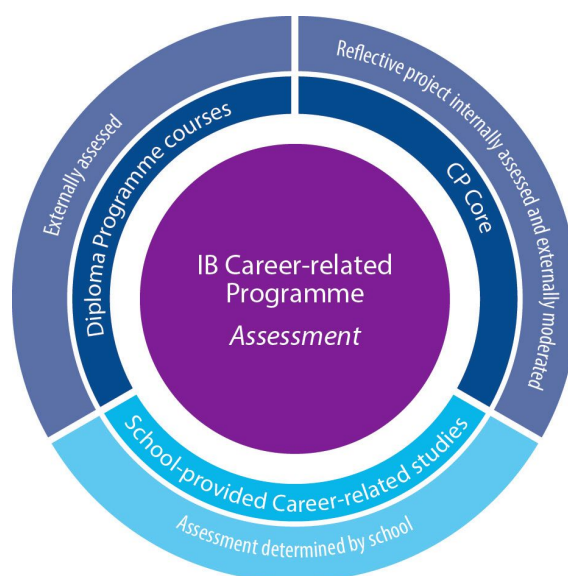 Externally assessed
Diploma Programme courses
Reflective project internally assessed and externally moderated
CP Core
IB Career-related
Programme
Assessment
School-provided Career-related studies
Assessment determined by school